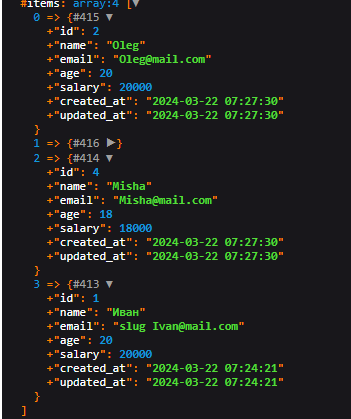 #items: array:4 [▼
0 => {#415 ▼
+"id": 2
+"name": "Oleg"
+"email": "Oleg@mail.com"
+"age": 20
+"salary": 20000
+"created_at": "2024-03-22 07:27:30"
+"updated_at": "2024-03-22 07:27:30"
}
1 => {#416 ▶}
2 => {#414 ▼
+"id": 4
+"name": "Misha"
+"email": "Misha@mail.com"
+"age": 18
+"salary": 18000
+"created_at": "2024-03-22 07:27:30"
+"updated_at": "2024-03-22 07:27:30"
}
3 => {#413 ▼
+"id": 1
+"name": "Иван"
+"email": "slug Ivan@mail.com"
+"age": 20
+"salary": 20000
+"created_at": "2024-03-22 07:24:21"
+"updated_at": "2024-03-22 07:24:21"
}
]